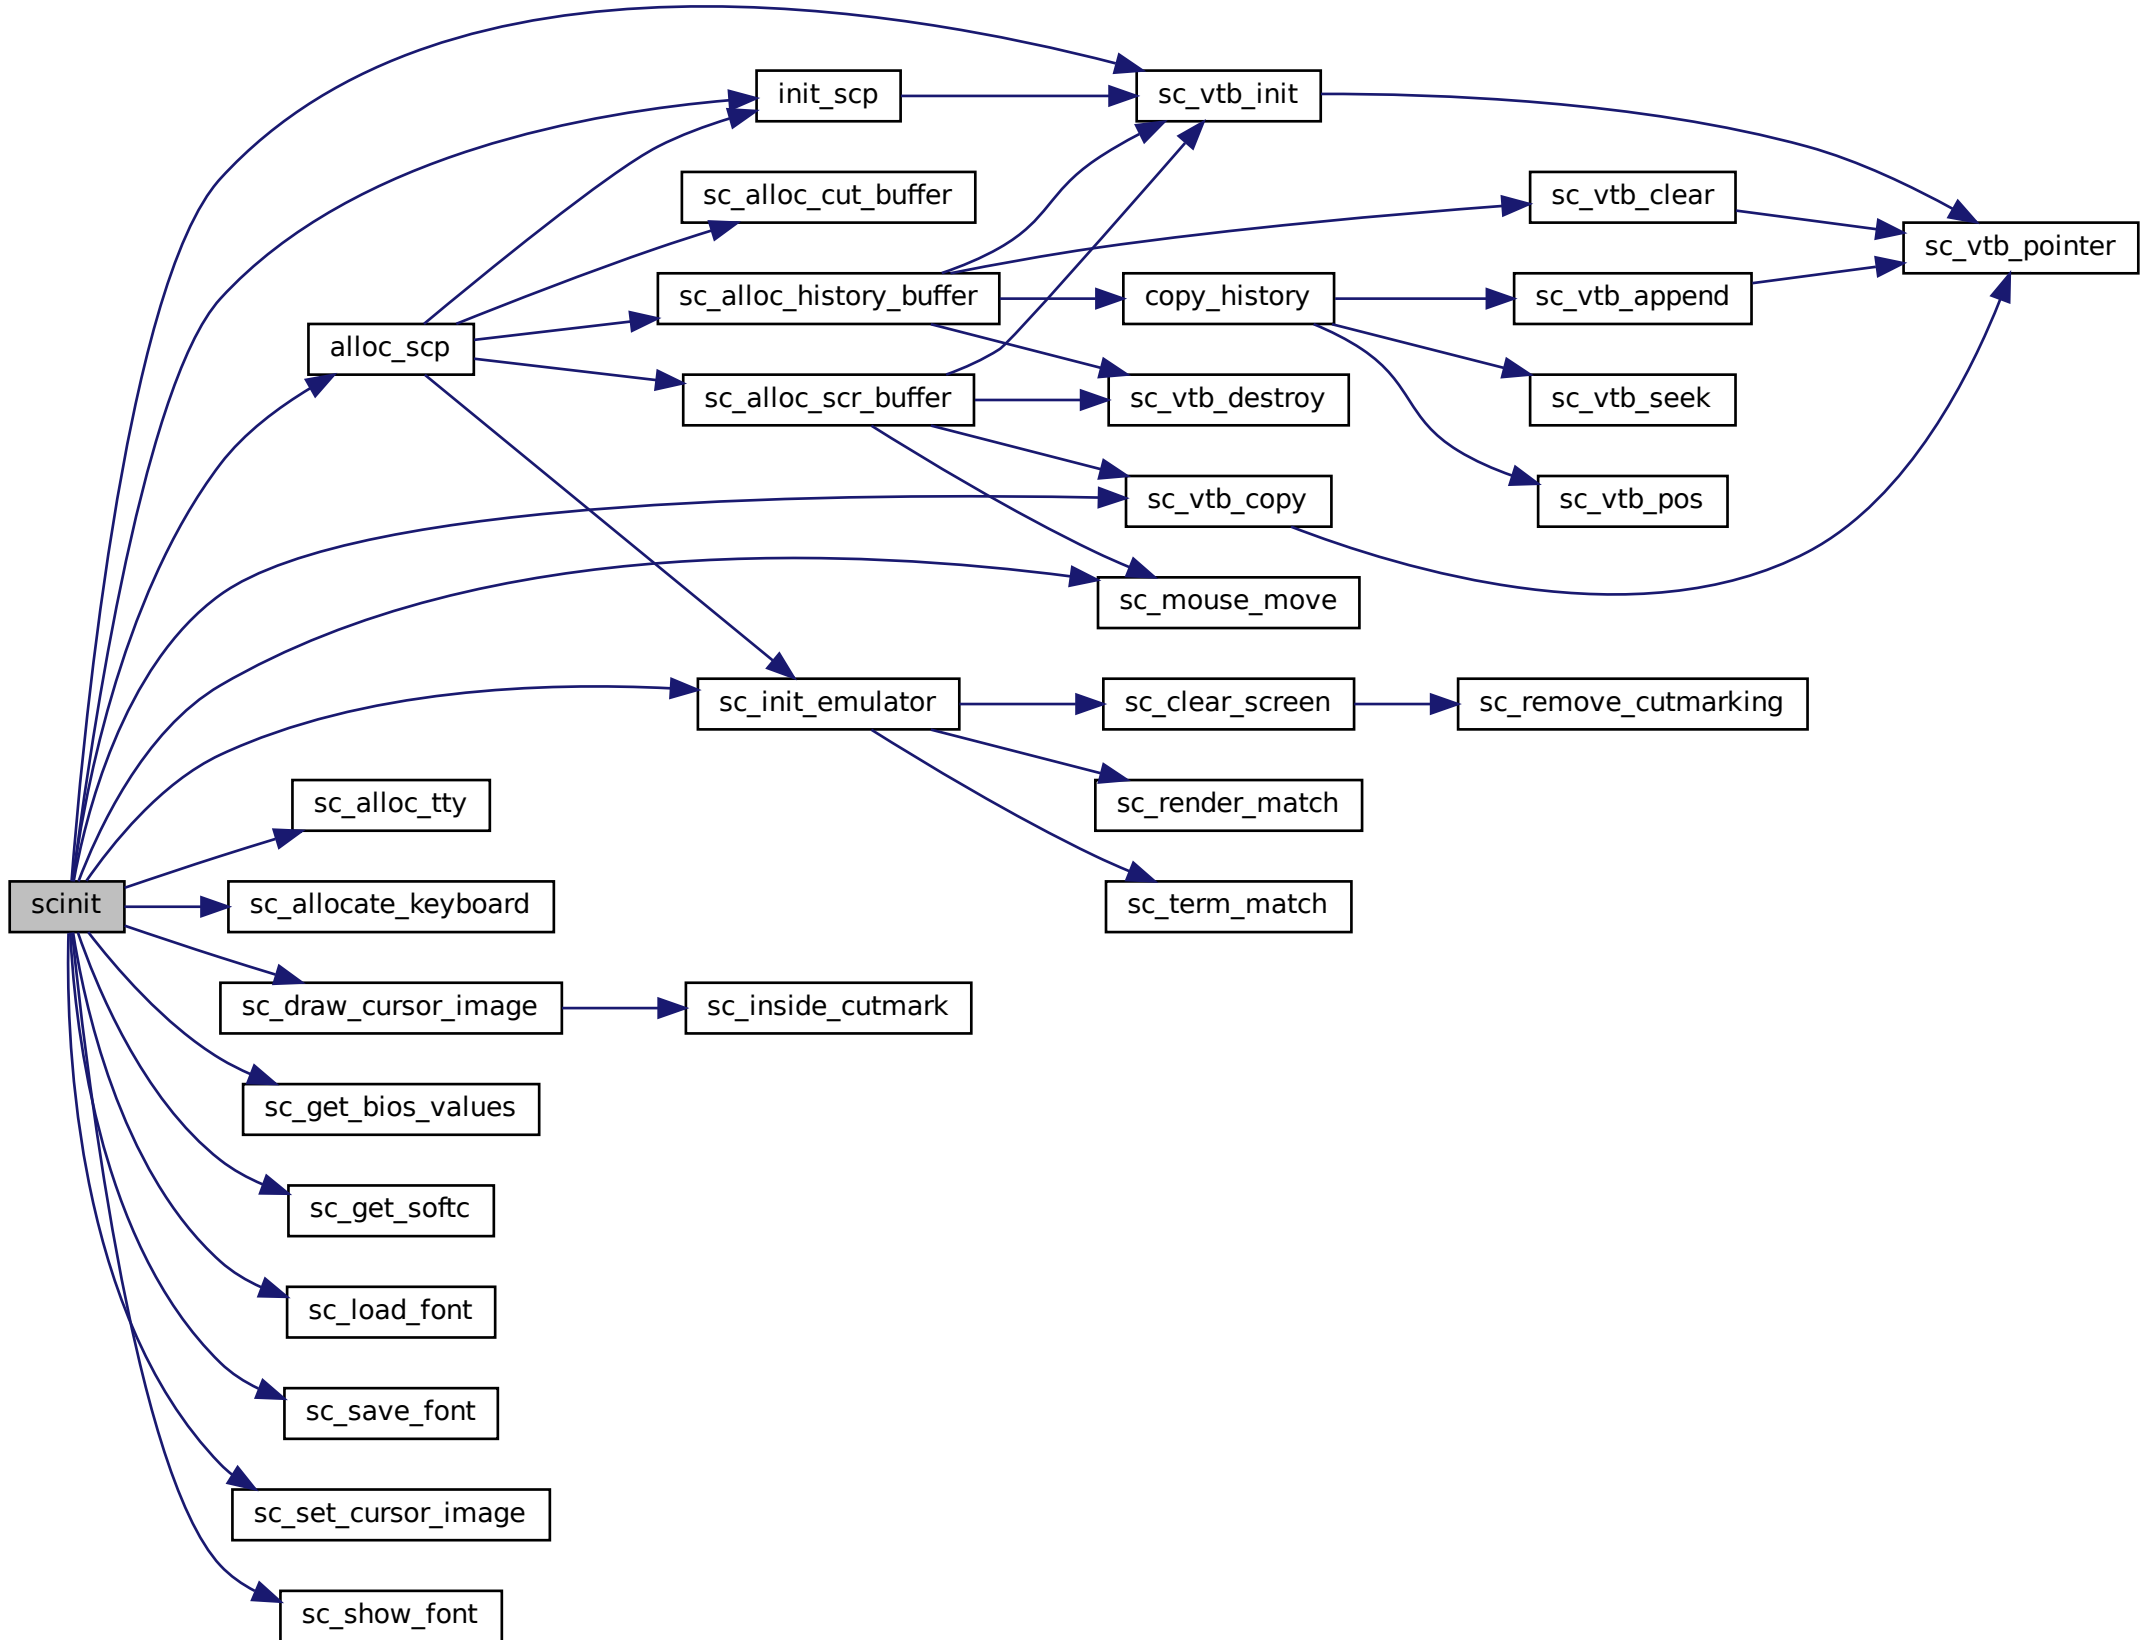 init_scp
sc_vtb_init
sc_alloc_cut_buffer
sc_vtb_clear
sc_vtb_pointer
sc_alloc_history_buffer
copy_history
sc_vtb_append
alloc_scp
sc_alloc_scr_buffer
sc_vtb_destroy
sc_vtb_seek
sc_vtb_copy
sc_vtb_pos
sc_mouse_move
sc_init_emulator
sc_clear_screen
sc_remove_cutmarking
sc_alloc_tty
sc_render_match
scinit
sc_allocate_keyboard
sc_term_match
sc_draw_cursor_image
sc_inside_cutmark
sc_get_bios_values
sc_get_softc
sc_load_font
sc_save_font
sc_set_cursor_image
sc_show_font